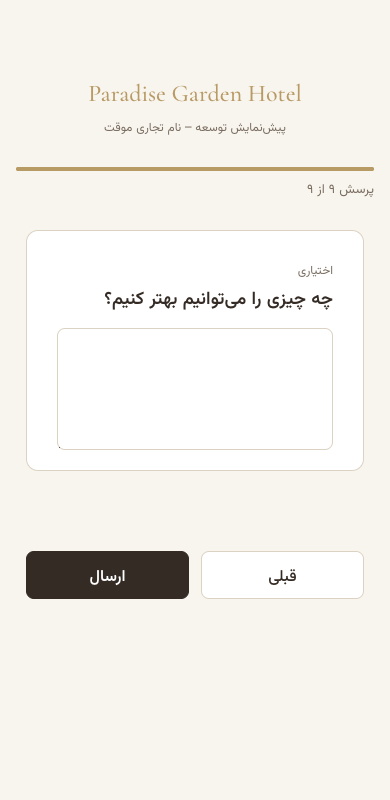 Paradise Garden Hotel
پیش‌نمایش توسعه – نام تجاری موقت
پرسش ۹ از ۹
اختیاری
چه چیزی را می‌توانیم بهتر کنیم؟
قبلی
ارسال